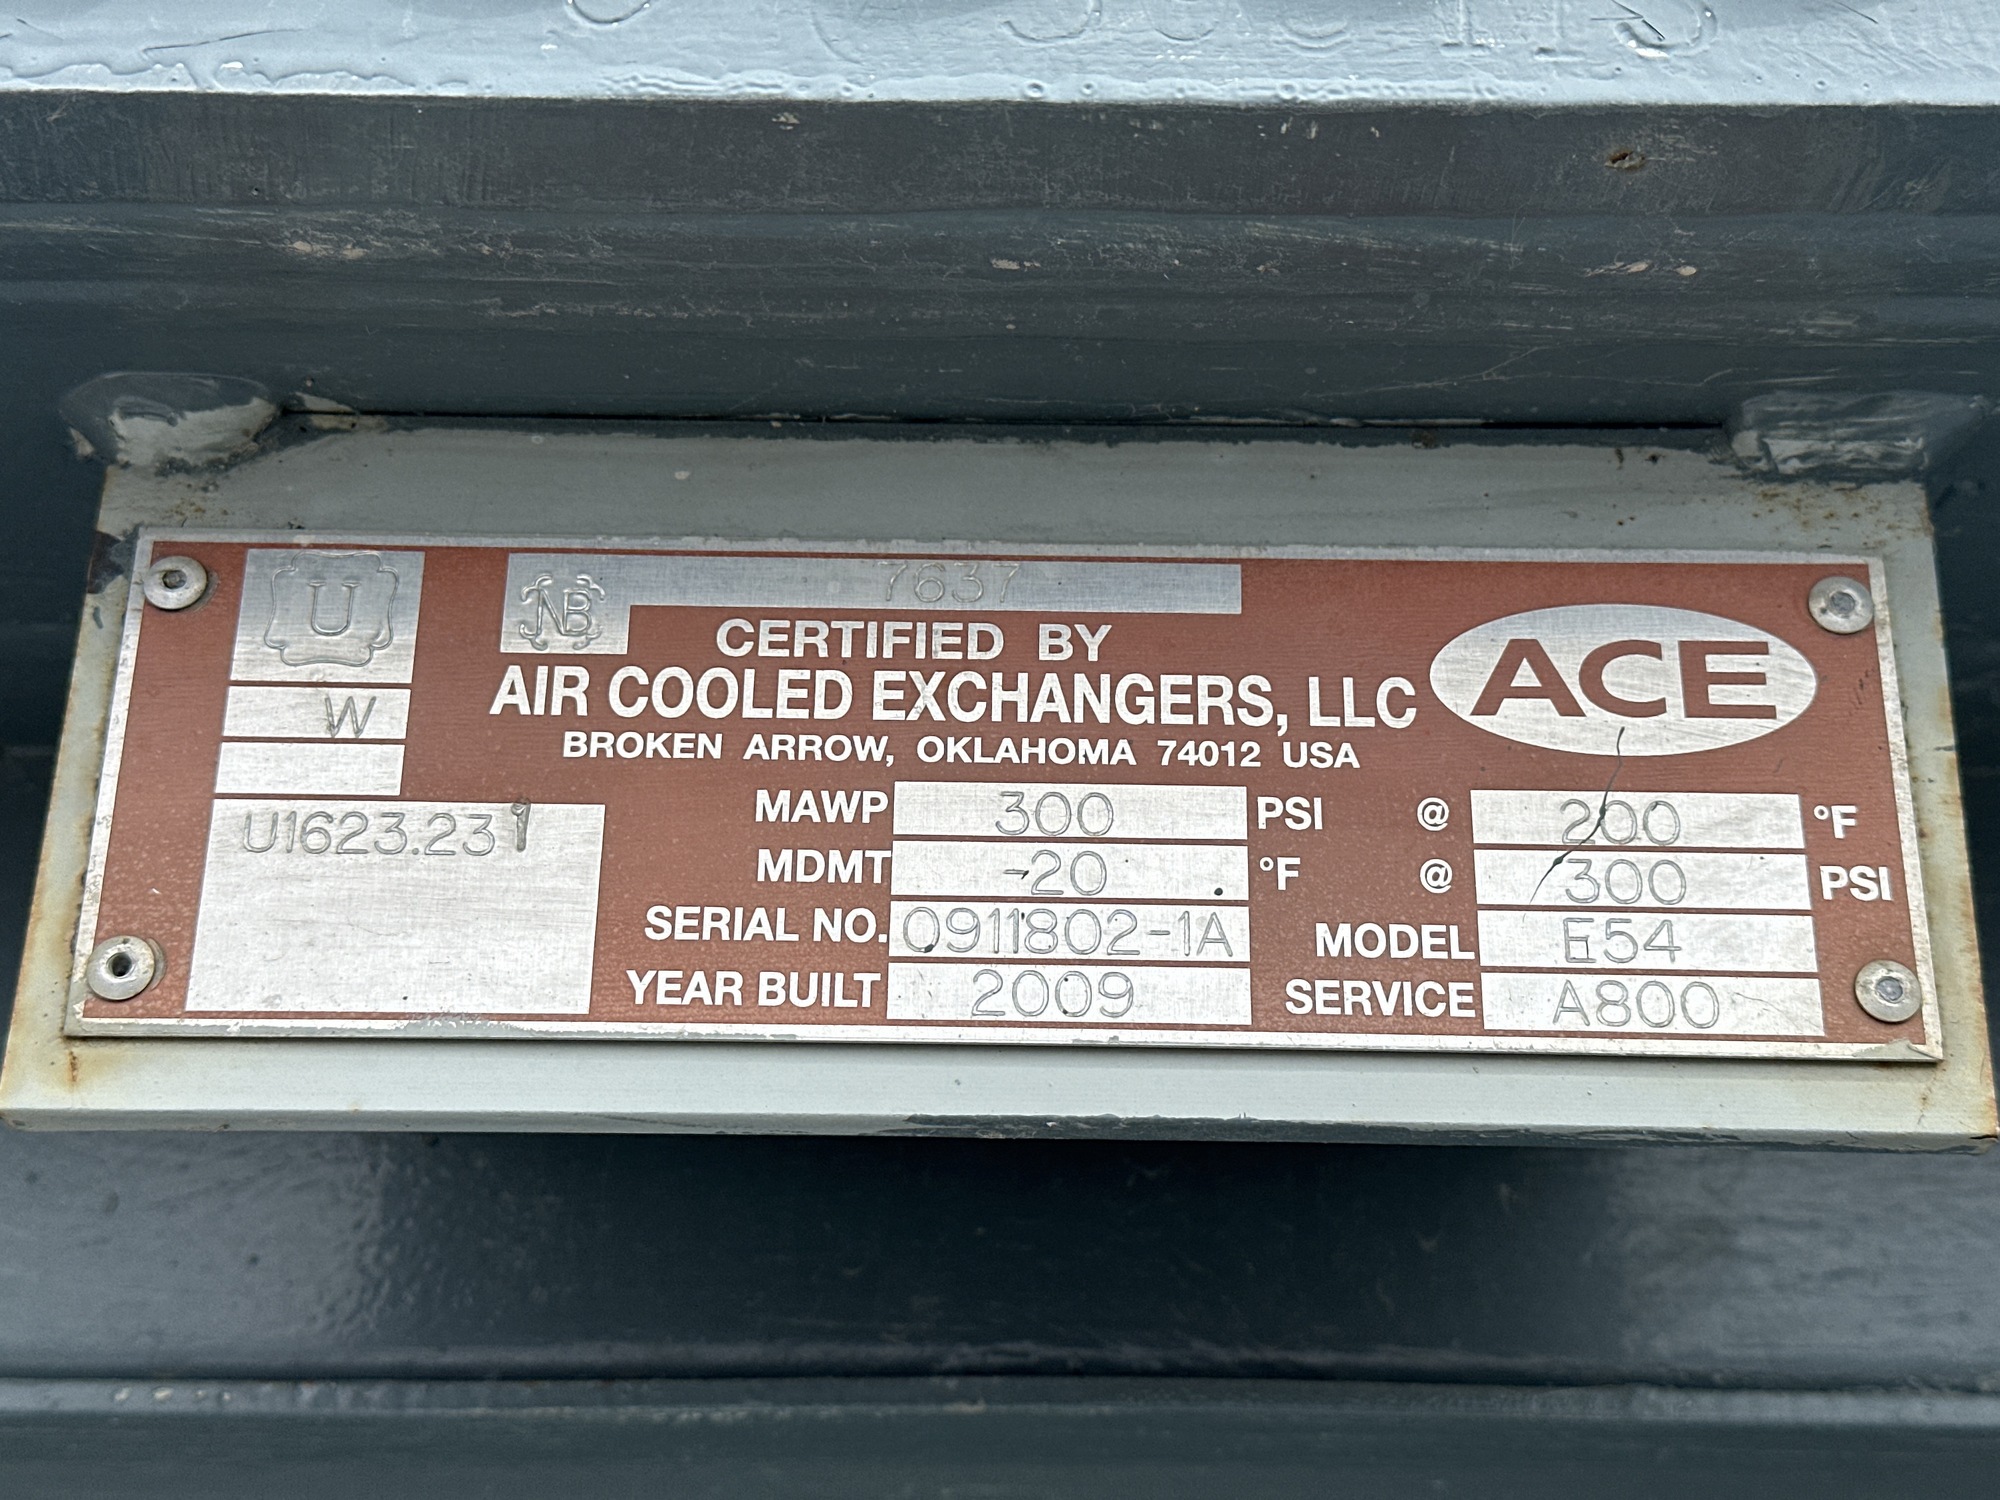 U
NB 7637
CERTIFIED BY
AIR COOLED EXCHANGERS, LLC
ACE
BROKEN ARROW, OKLAHOMA 74012 USA
W
U1623.231
MAWP 300 PSI @ 200 °F
MDMT -20 °F @ 300 PSI
SERIAL NO. 0911802-1A MODEL E54
YEAR BUILT 2009 SERVICE A800